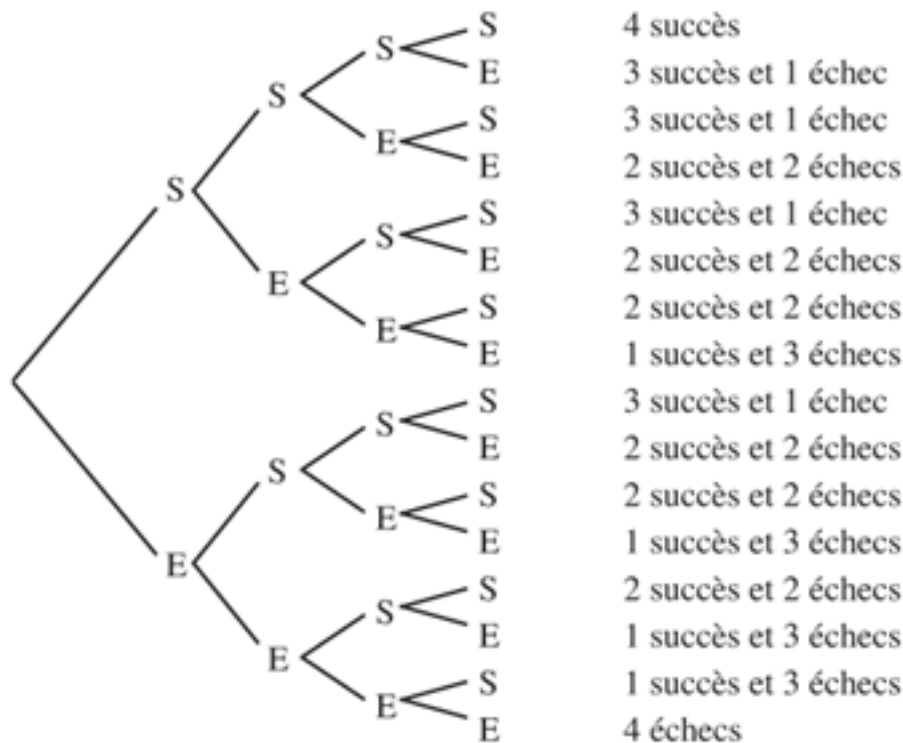 S 4 succès
S
E 3 succès et 1 échec
S
S 3 succès et 1 échec
E
E 2 succès et 2 échecs
S
S 3 succès et 1 échec
S
E 2 succès et 2 échecs
E
S 2 succès et 2 échecs
E
E 1 succès et 3 échecs
S 3 succès et 1 échec
S
E 2 succès et 2 échecs
S
S 2 succès et 2 échecs
E
E 1 succès et 3 échecs
E
S 2 succès et 2 échecs
S
E 1 succès et 3 échecs
E
S 1 succès et 3 échecs
E
E 4 échecs